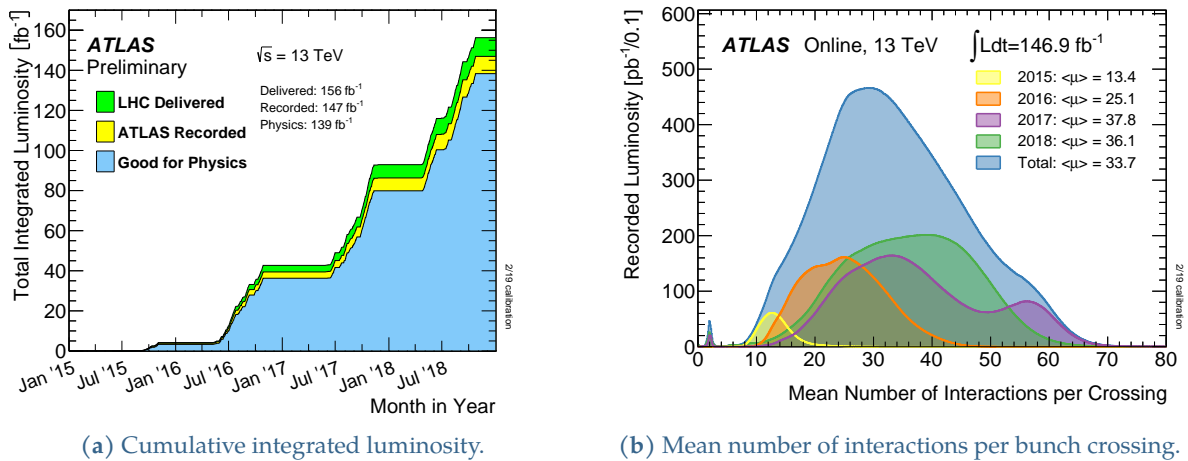 ATLAS
Preliminary
√s = 13 TeV
Delivered: 156 fb⁻¹
Recorded: 147 fb⁻¹
Physics: 139 fb⁻¹
LHC Delivered
ATLAS Recorded
Good for Physics
Total Integrated Luminosity [fb⁻¹]
160
140
120
100
80
60
40
20
0
Jan '15
Jul '15
Jan '16
Jul '16
Jan '17
Jul '17
Jan '18
Jul '18
Month in Year
2/19 calibration
(a) Cumulative integrated luminosity.
ATLAS Online, 13 TeV ∫Ldt=146.9 fb⁻¹
2015: <μ> = 13.4
2016: <μ> = 25.1
2017: <μ> = 37.8
2018: <μ> = 36.1
Total: <μ> = 33.7
Recorded Luminosity [pb⁻¹/0.1]
600
500
400
300
200
100
0
0 10 20 30 40 50 60 70 80
Mean Number of Interactions per Crossing
2/19 calibration
(b) Mean number of interactions per bunch crossing.